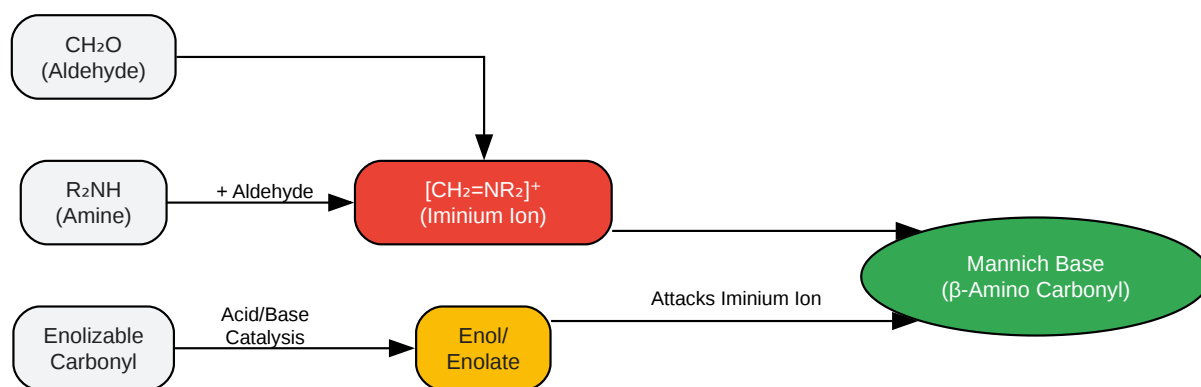 CH₂O
(Aldehyde)
R₂NH
(Amine)
+ Aldehyde
[CH₂=NR₂]⁺
(Iminium Ion)
Mannich Base
(β-Amino Carbonyl)
Enolizable
Carbonyl
Acid/Base
Catalysis
Enol/
Enolate
Attacks Iminium Ion